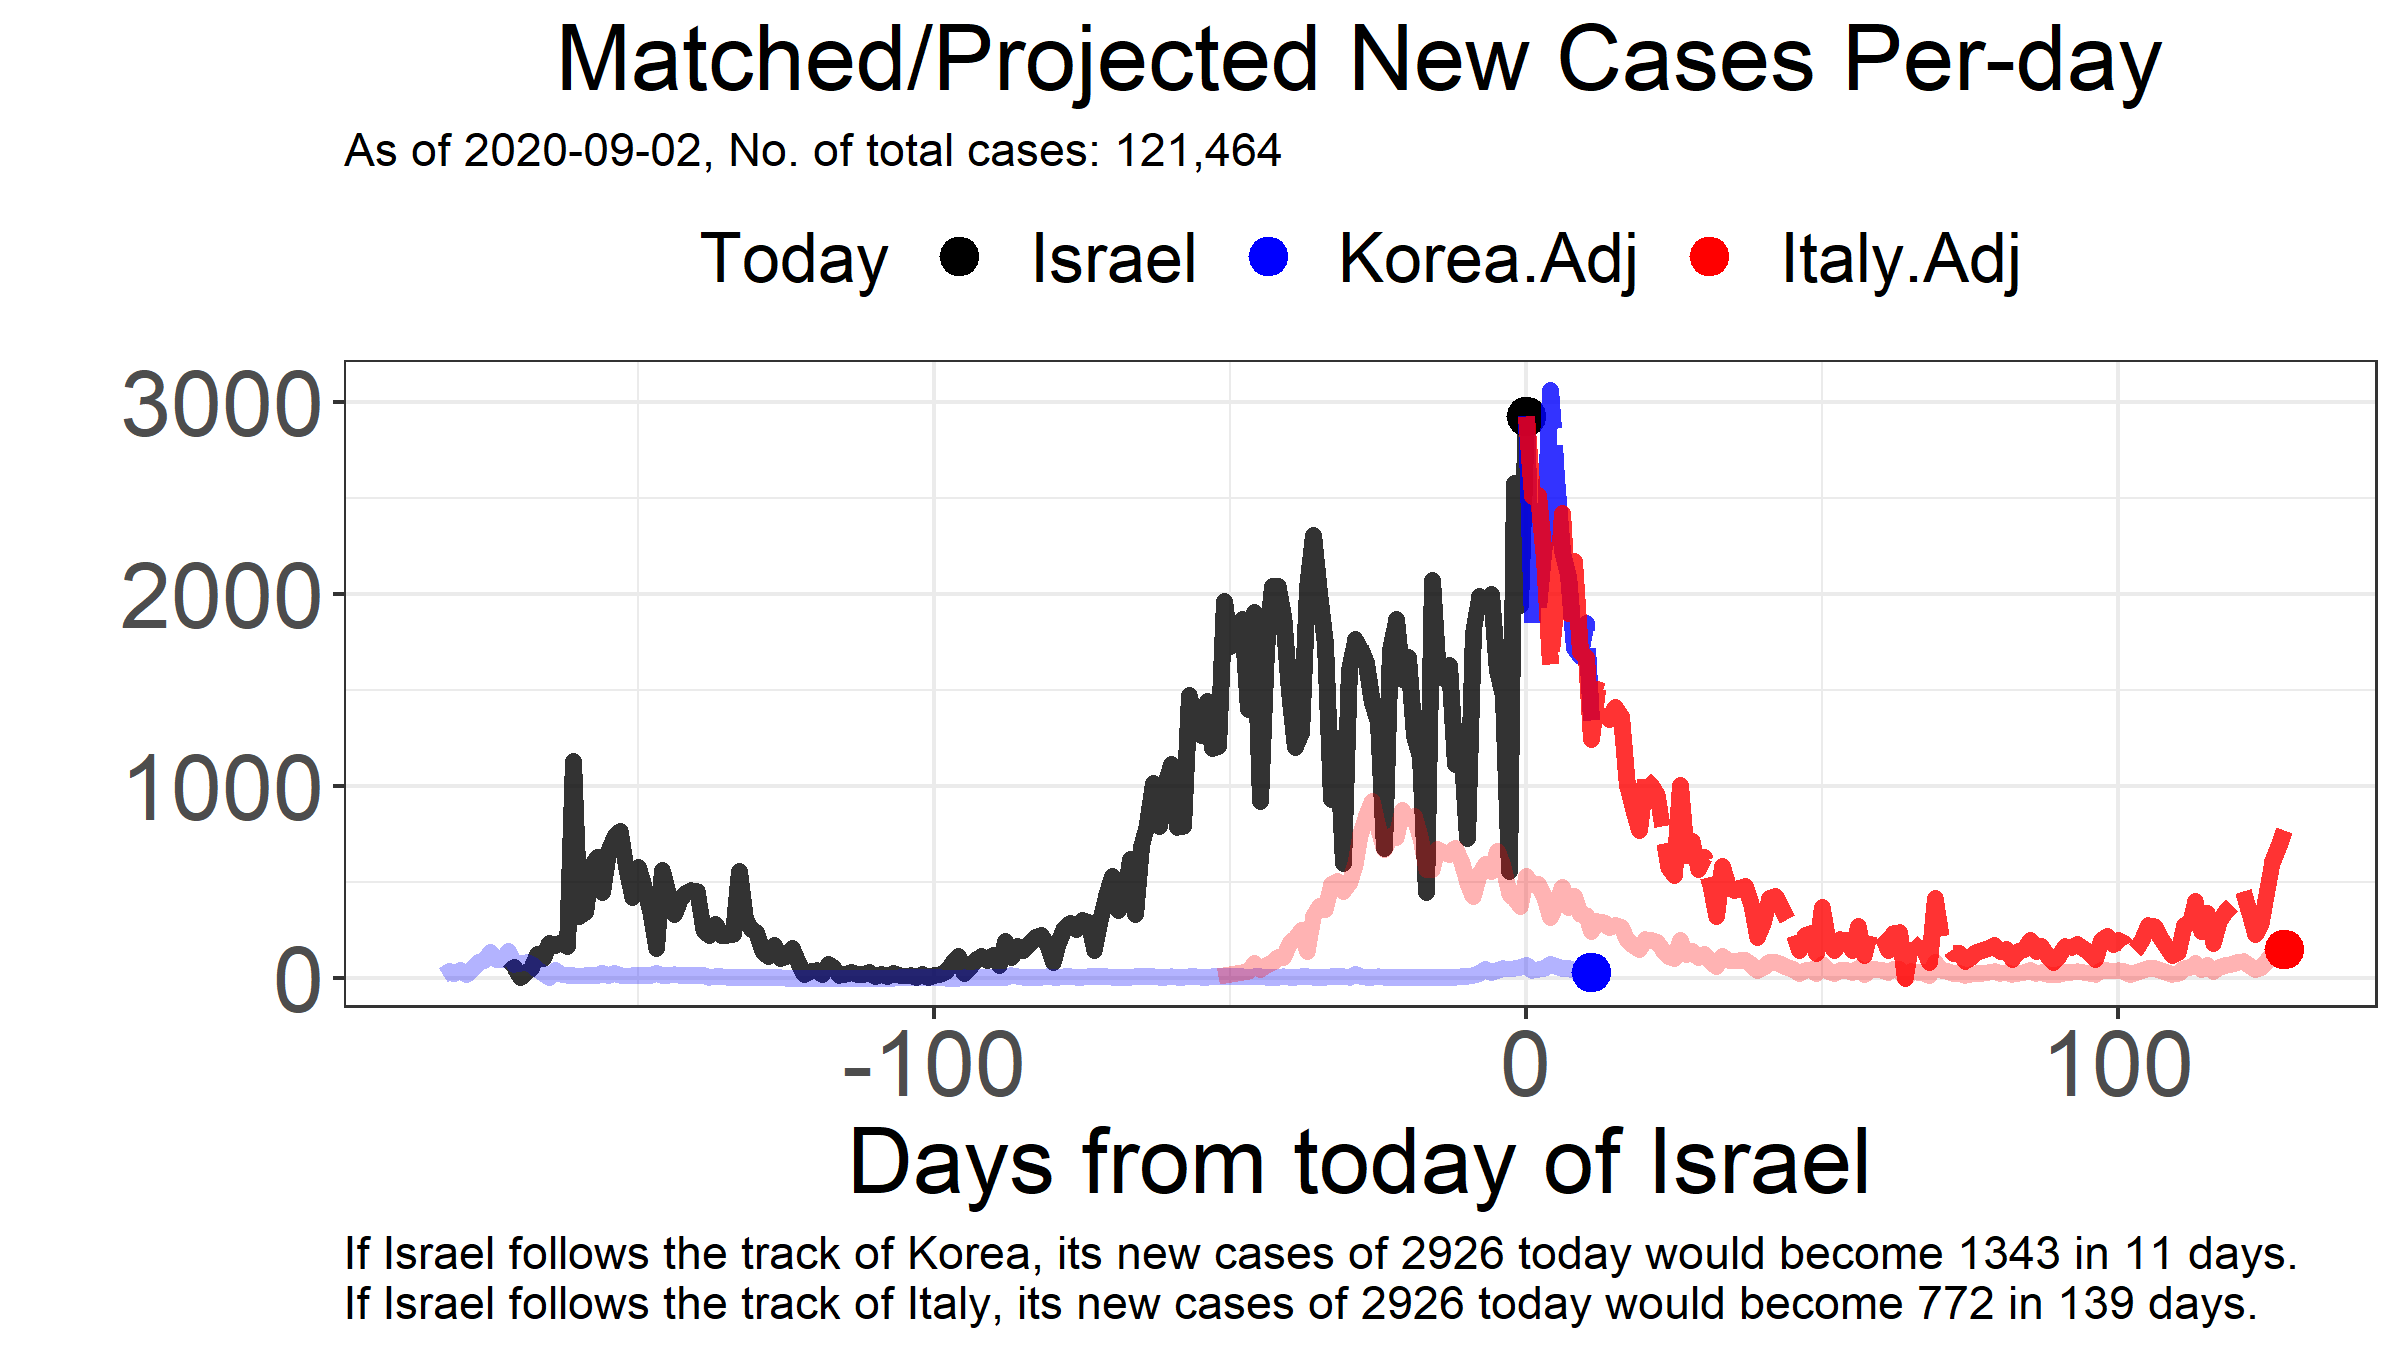 Matched/Projected New Cases Per-day
As of 2020-09-02, No. of total cases: 121,464
Today Israel Korea.Adj Italy.Adj
3000
2000
1000
0
-100 0 100
Days from today of Israel
If Israel follows the track of Korea, its new cases of 2926 today would become 1343 in 11 days.
If Israel follows the track of Italy, its new cases of 2926 today would become 772 in 139 days.